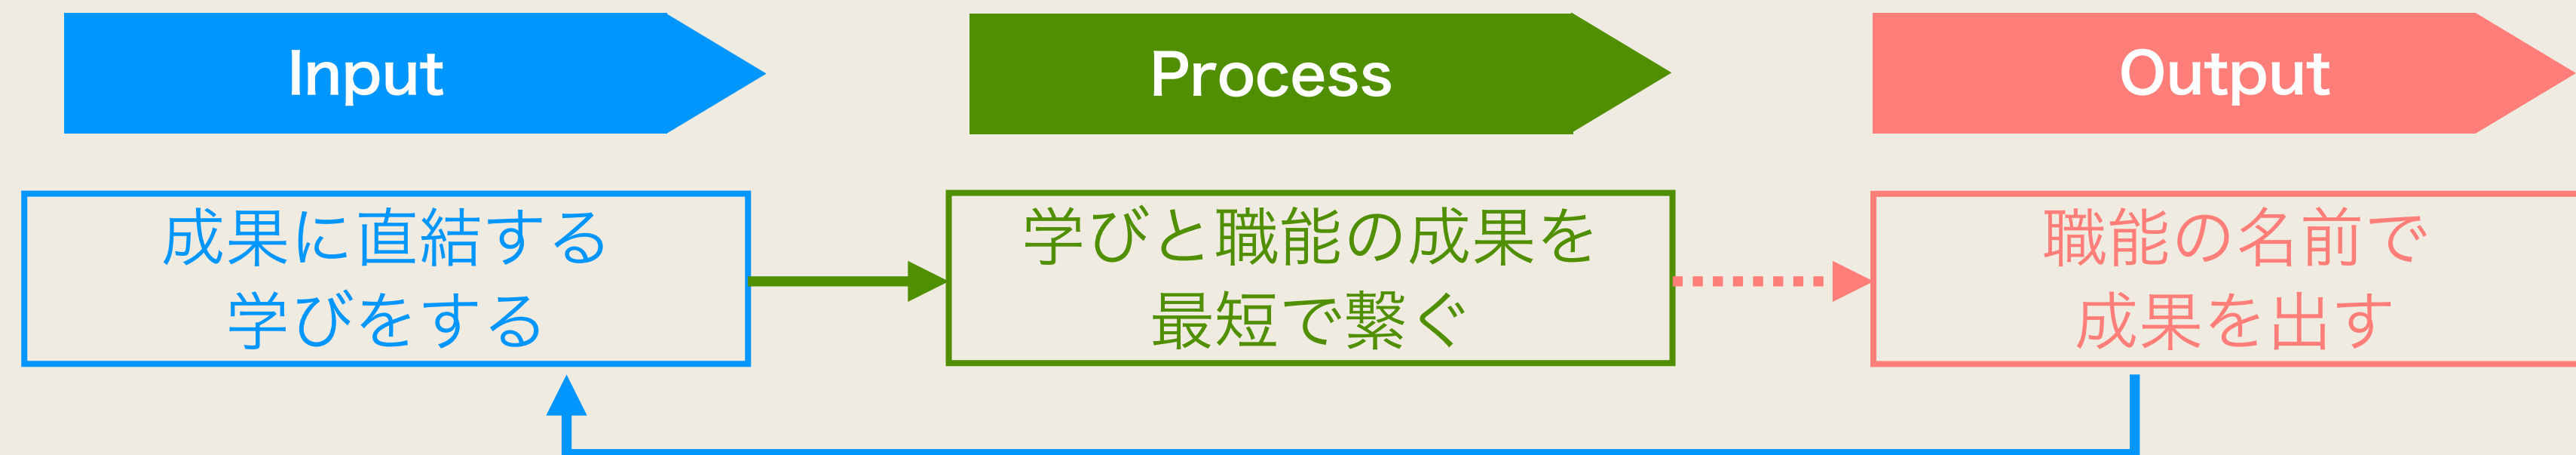 Input
Process
Output
成果に直結する
学びをする
学びと職能の成果を
最短で繋ぐ
職能の名前で
成果を出す